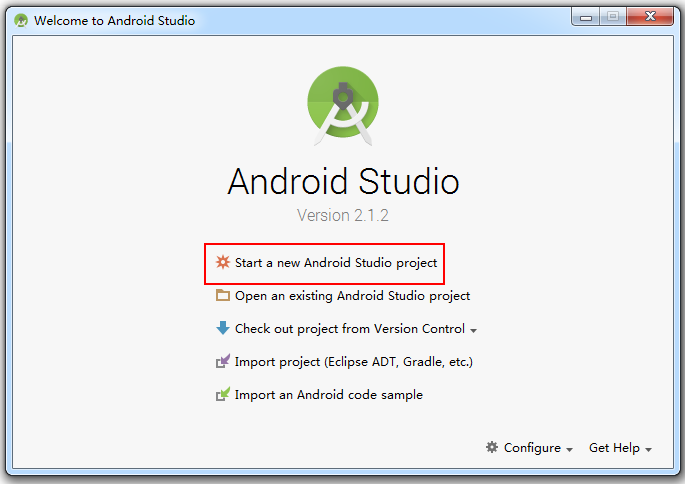 Welcome to Android Studio
Android Studio
Version 2.1.2
Start a new Android Studio project
Open an existing Android Studio project
Check out project from Version Control
Import project (Eclipse ADT, Gradle, etc.)
Import an Android code sample
Configure Get Help